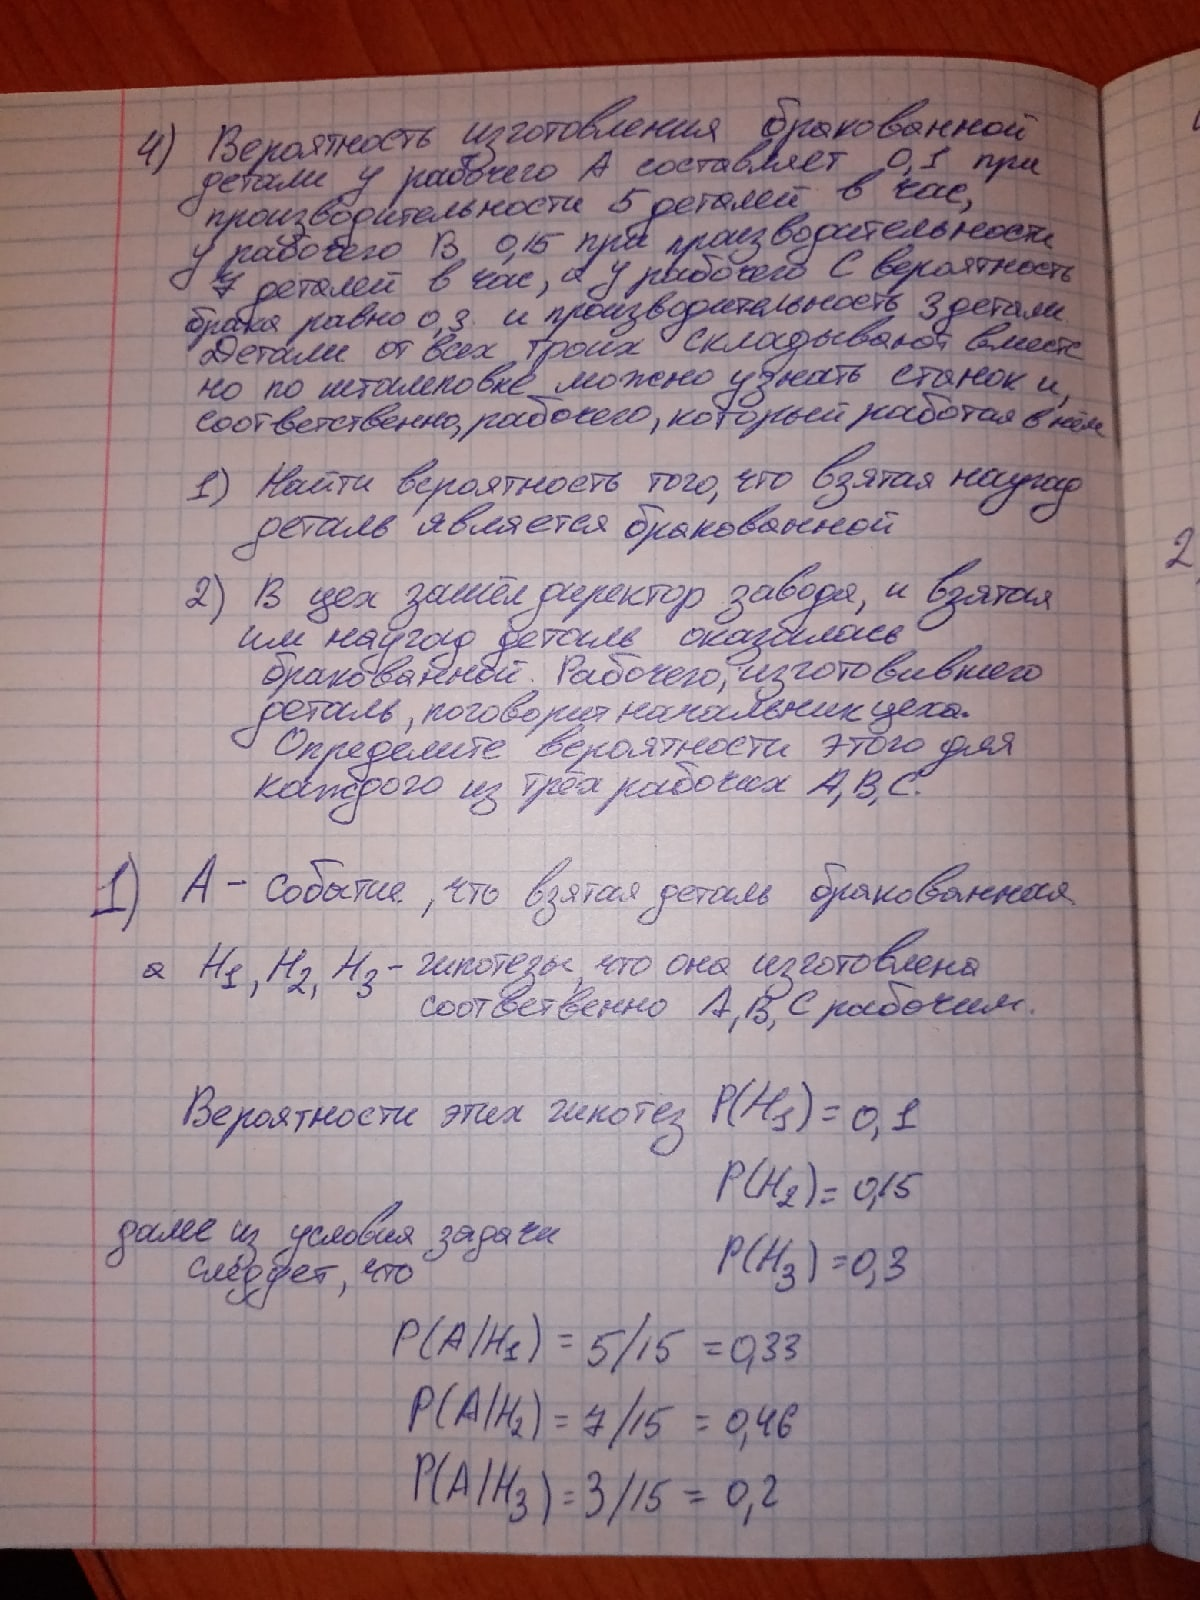 4) Вероятность изготовления бракованной
детали у рабочего А составляет 0,1 при
производительности 5 деталей в час,
у рабочего В 0,15 при производительности
7 деталей в час, а у рабочего С вероятность
брака равно 0,3 и производительность 3 детали.
Детали от всех троих складывают вместе
но по штамповке можно узнать станок и,
соответственно, рабочего, который работал в нём
1) Найти вероятность того, что взятая наугад
деталь является бракованной
2) В цех зашёл директор завода, и взятая
им наугад деталь оказалась
бракованной. Рабочего, изготовившего
деталь, поговорит начальник цеха.
Определите вероятности этого для
каждого из трёх рабочих А, В, С.
1) А - событие, что взятая деталь бракованная
а H1, H2, H3 - гипотезы, что она изготовлена
соотвественно А, В, С рабочим.
Вероятности этих гипотез P(H1) = 0,1
P(H2) = 0,15
далее из условия задачи
P(H3) = 0,3
следует, что
P(A/H1) = 5/15 = 0,33
P(A/H2) = 7/15 = 0,46
P(A/H3) = 3/15 = 0,2
2